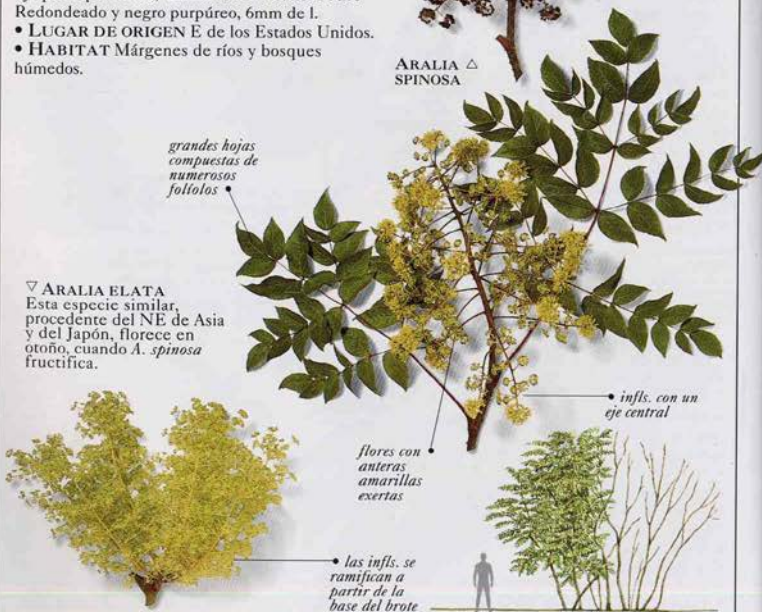 Redondeado y negro purpúreo, 6mm de l.
• LUGAR DE ORIGEN E de los Estados Unidos.
• HABITAT Márgenes de ríos y bosques
húmedos.
ARALIA △
SPINOSA
grandes hojas
compuestas de
numerosos
folíolos •
▽ ARALIA ELATA
Esta especie similar,
procedente del NE de Asia
y del Japón, florece en
otoño, cuando A. spinosa
fructifica.
• infls. con un
eje central
flores con
anteras
amarillas
exertas
• las infls. se
ramifican a
partir de la
base del brote